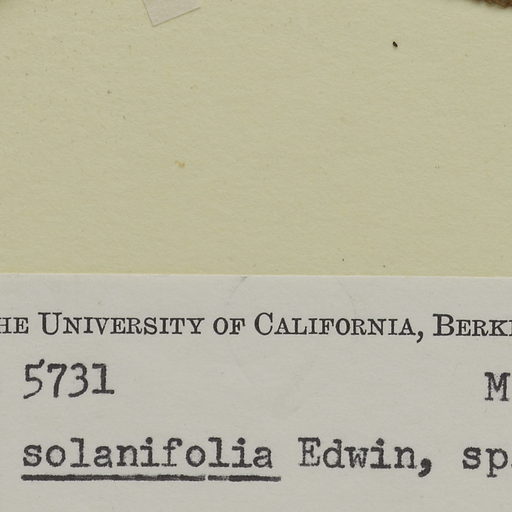 HE UNIVERSITY OF CALIFORNIA, BERK
5731 M
solanifolia Edwin, sp.